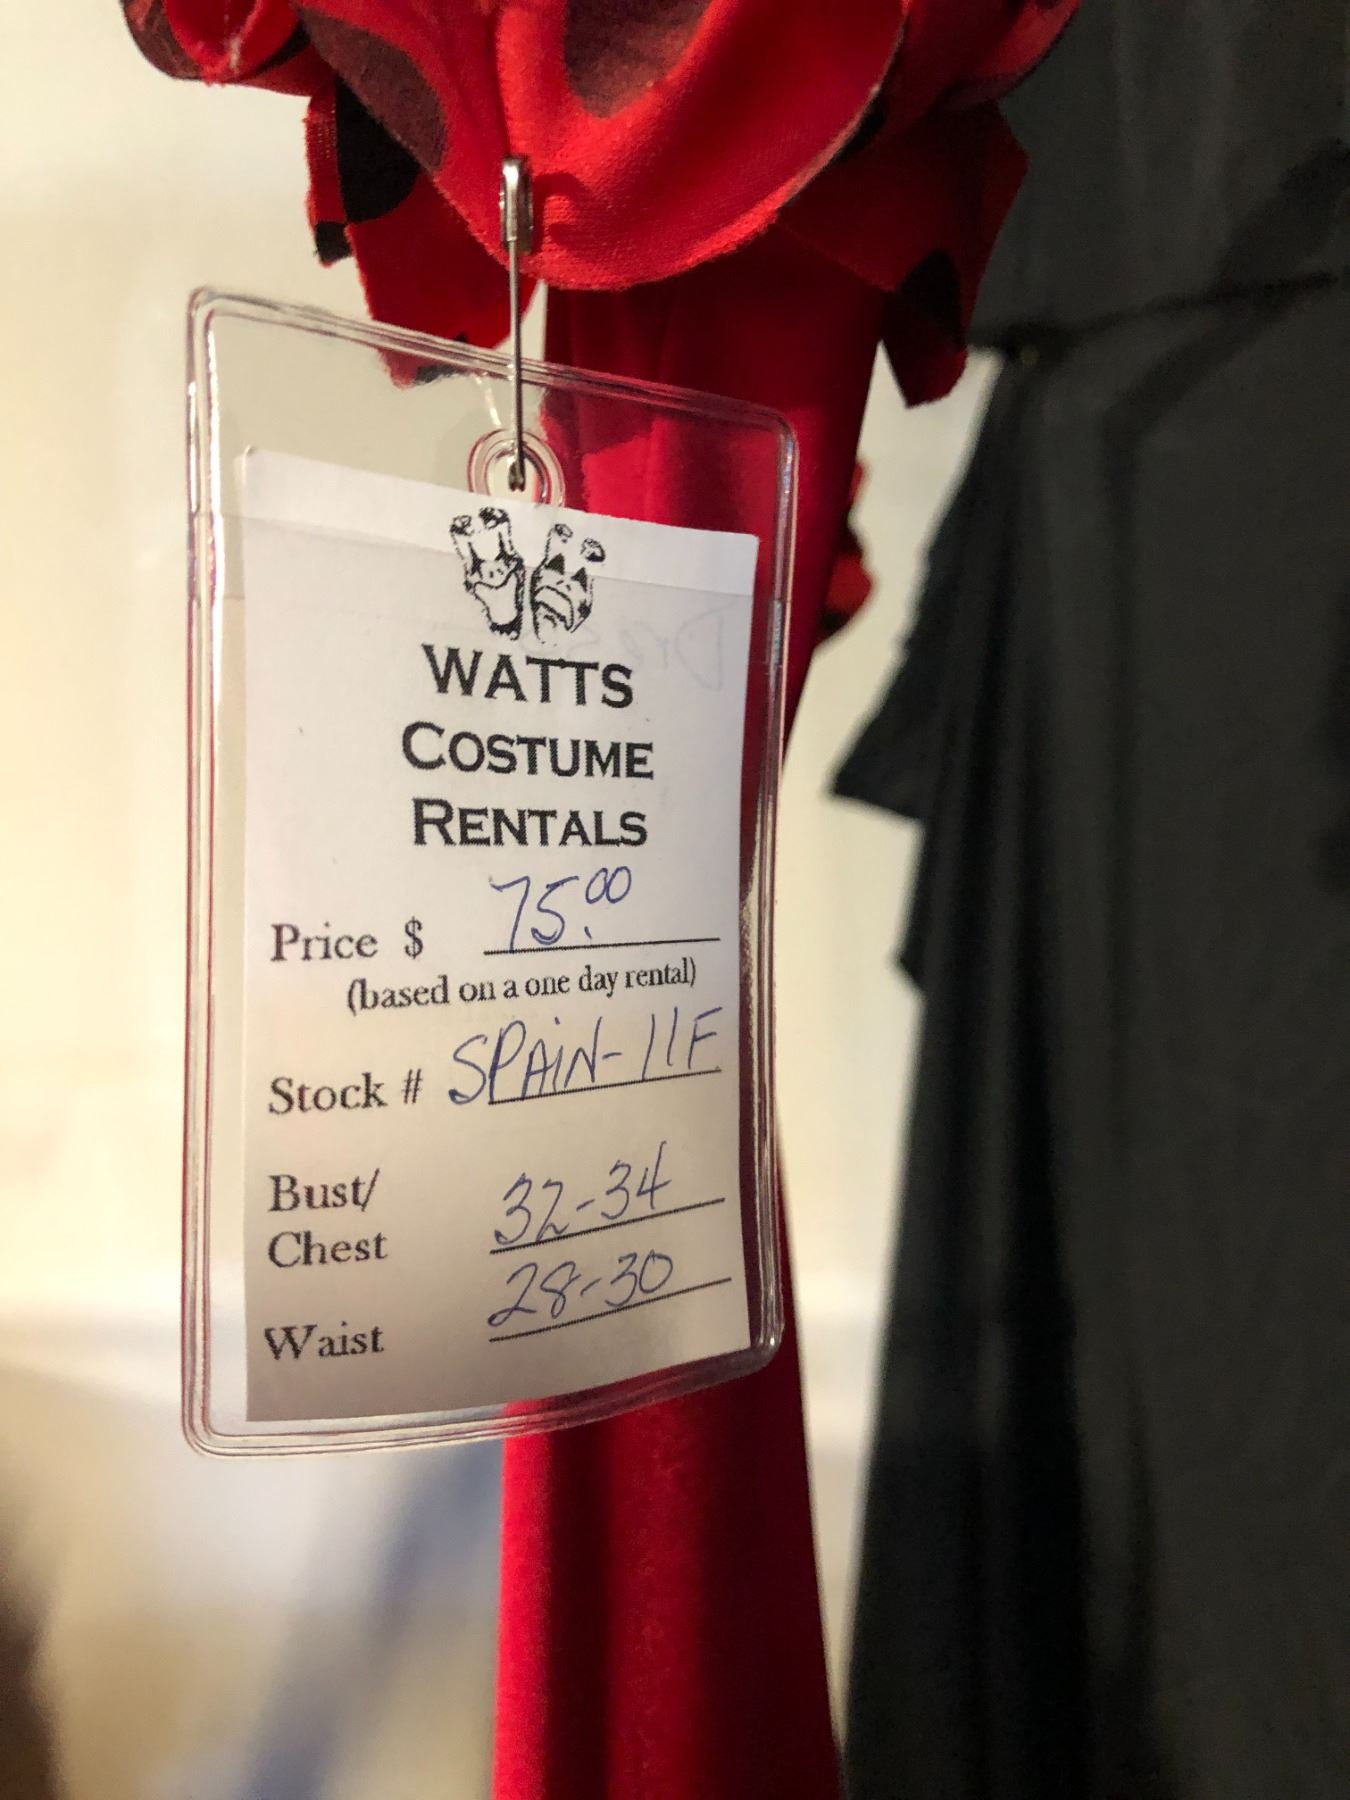 WATTS
COSTUME
RENTALS
Price $ 75.00
(based on a one day rental)
Stock # SPAIN-11F
Bust/
Chest 32-34
Waist 28-30